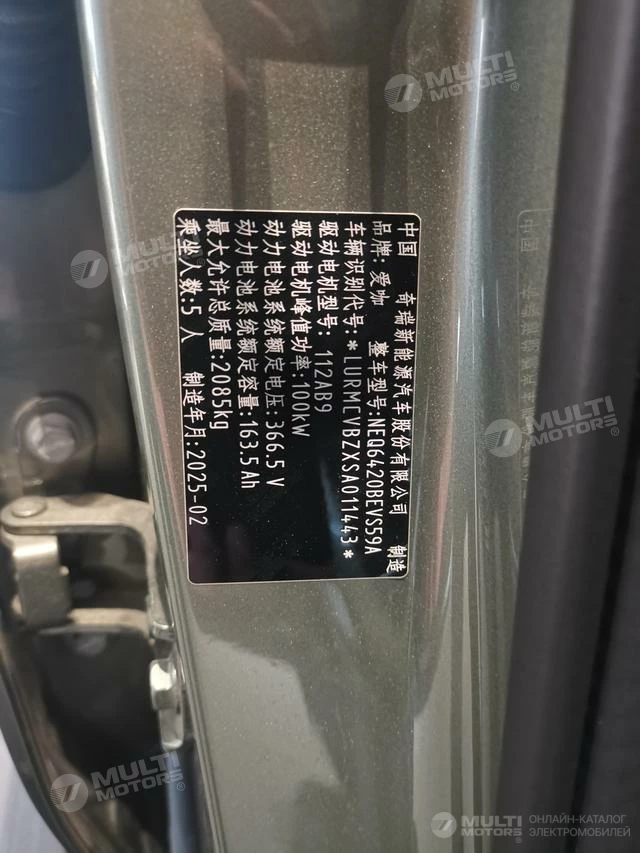 中国 奇瑞新能源汽车股份有限公司 制造
品牌:爱咖 整车型号:NEQ6420BEVS59A
车辆识别代号:*LURMCVBZXSA011443*
驱动电机型号: 112AB9
驱动电机峰值功率:100kW
动力电池系统额定电压:366.5 V
动力电池系统额定容量:163.5Ah
最大允许总质量:2085kg
乘坐人数:5 人 制造年月:2025-02
MULTI MOTORS
MULTI MOTORS
MULTI MOTORS
MULTI MOTORS
MULTI MOTORS
ОНЛАЙН-КАТАЛОГ
ЭЛЕКТРОМОБИЛЕЙ